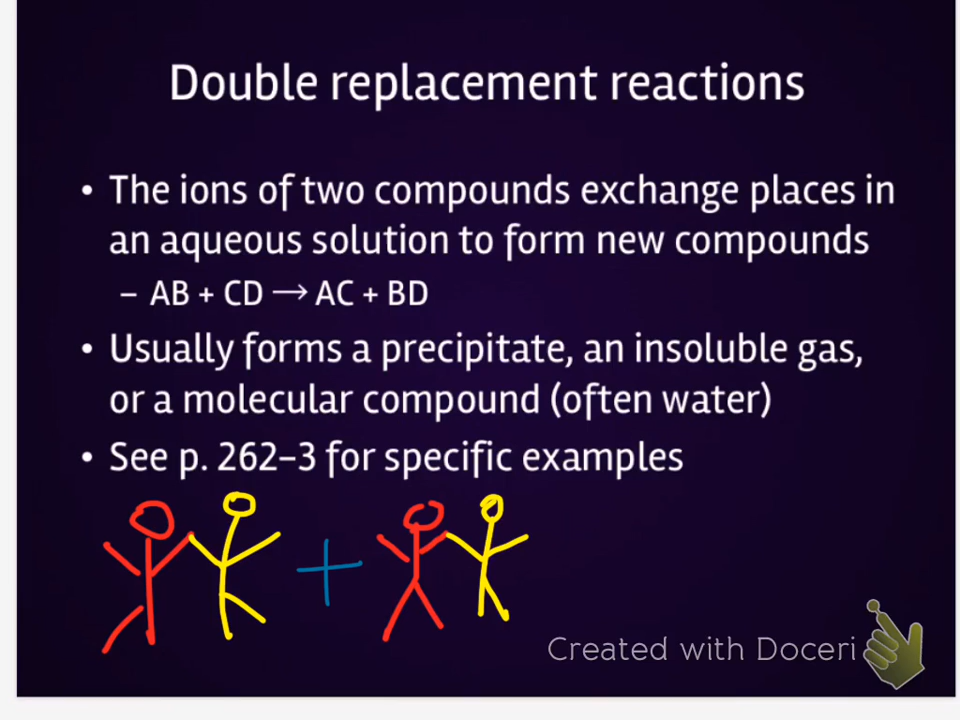 Double replacement reactions
• The ions of two compounds exchange places in
an aqueous solution to form new compounds
– AB + CD → AC + BD
• Usually forms a precipitate, an insoluble gas,
or a molecular compound (often water)
• See p. 262–3 for specific examples
+
Created with Doceri